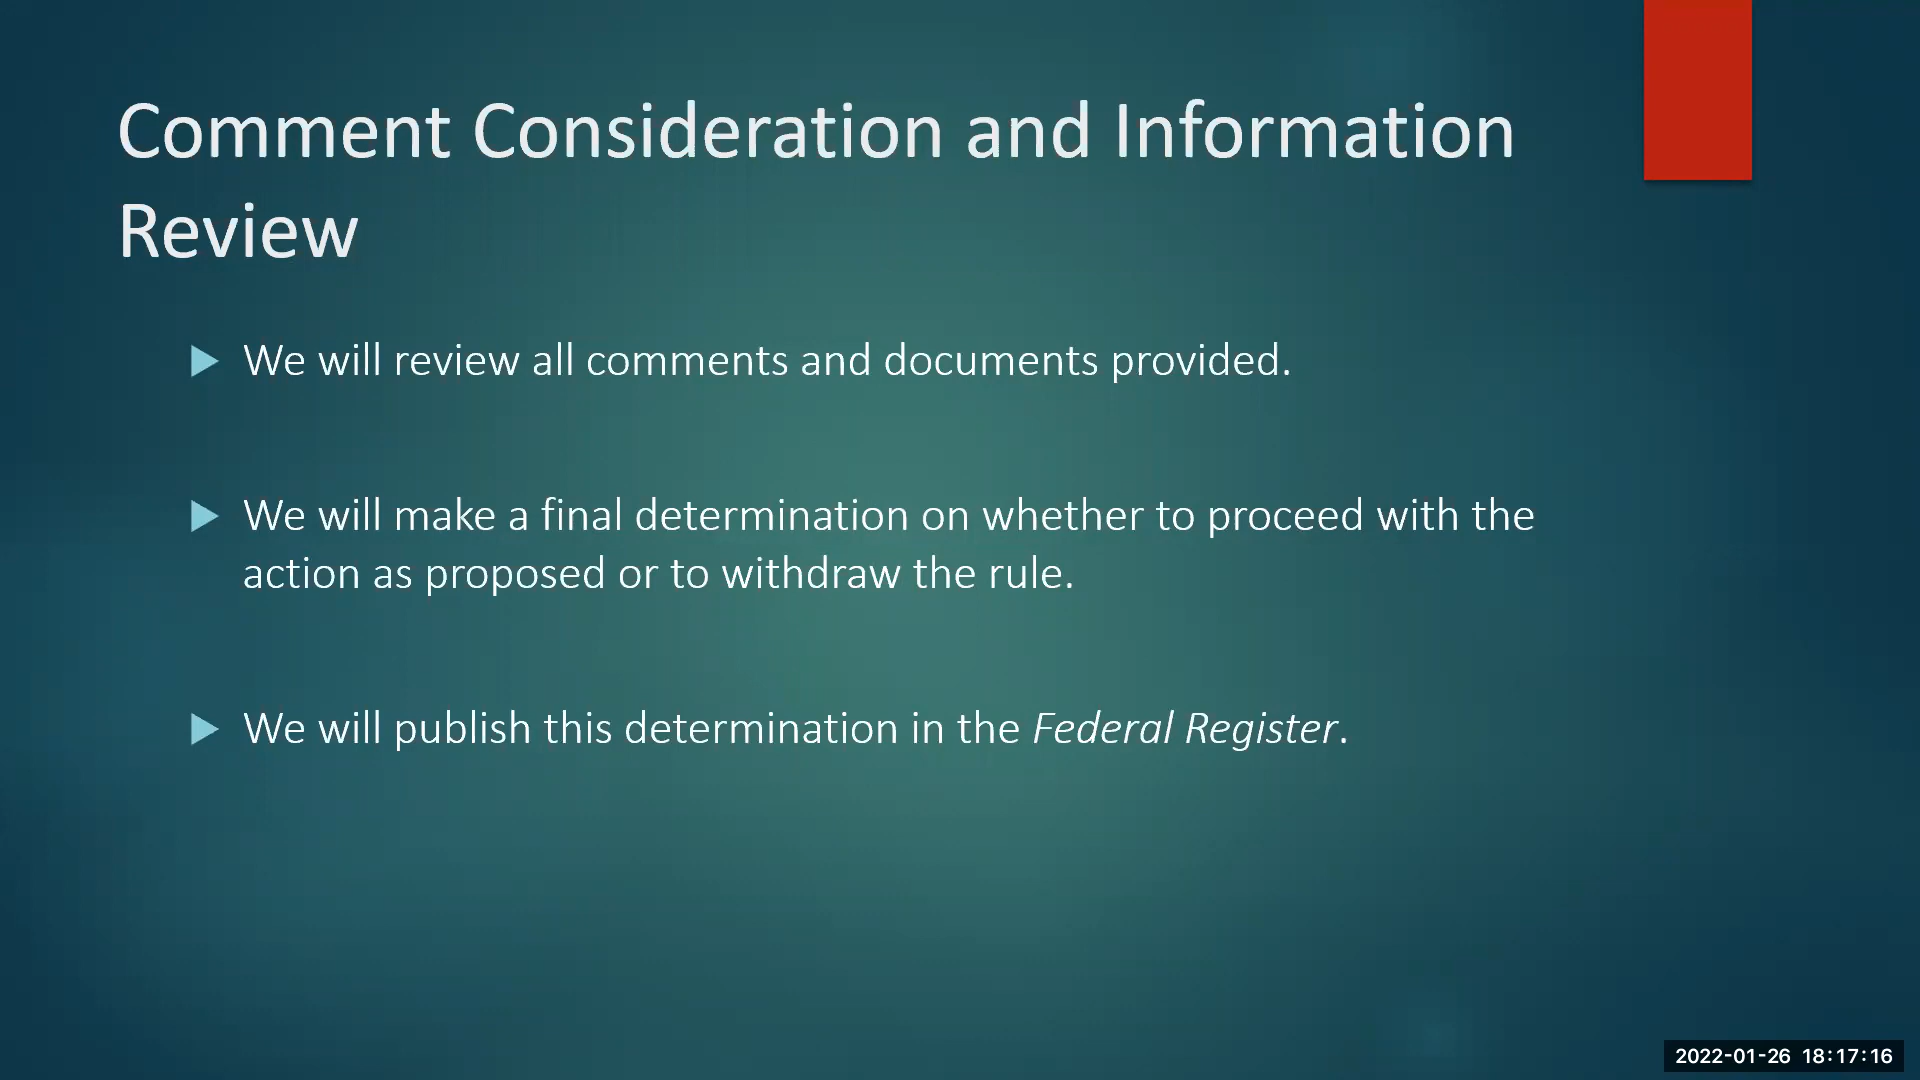 Comment Consideration and Information
Review
We will review all comments and documents provided.
We will make a final determination on whether to proceed with the
action as proposed or to withdraw the rule.
We will publish this determination in the Federal Register.
2022-01-26 18:17:16